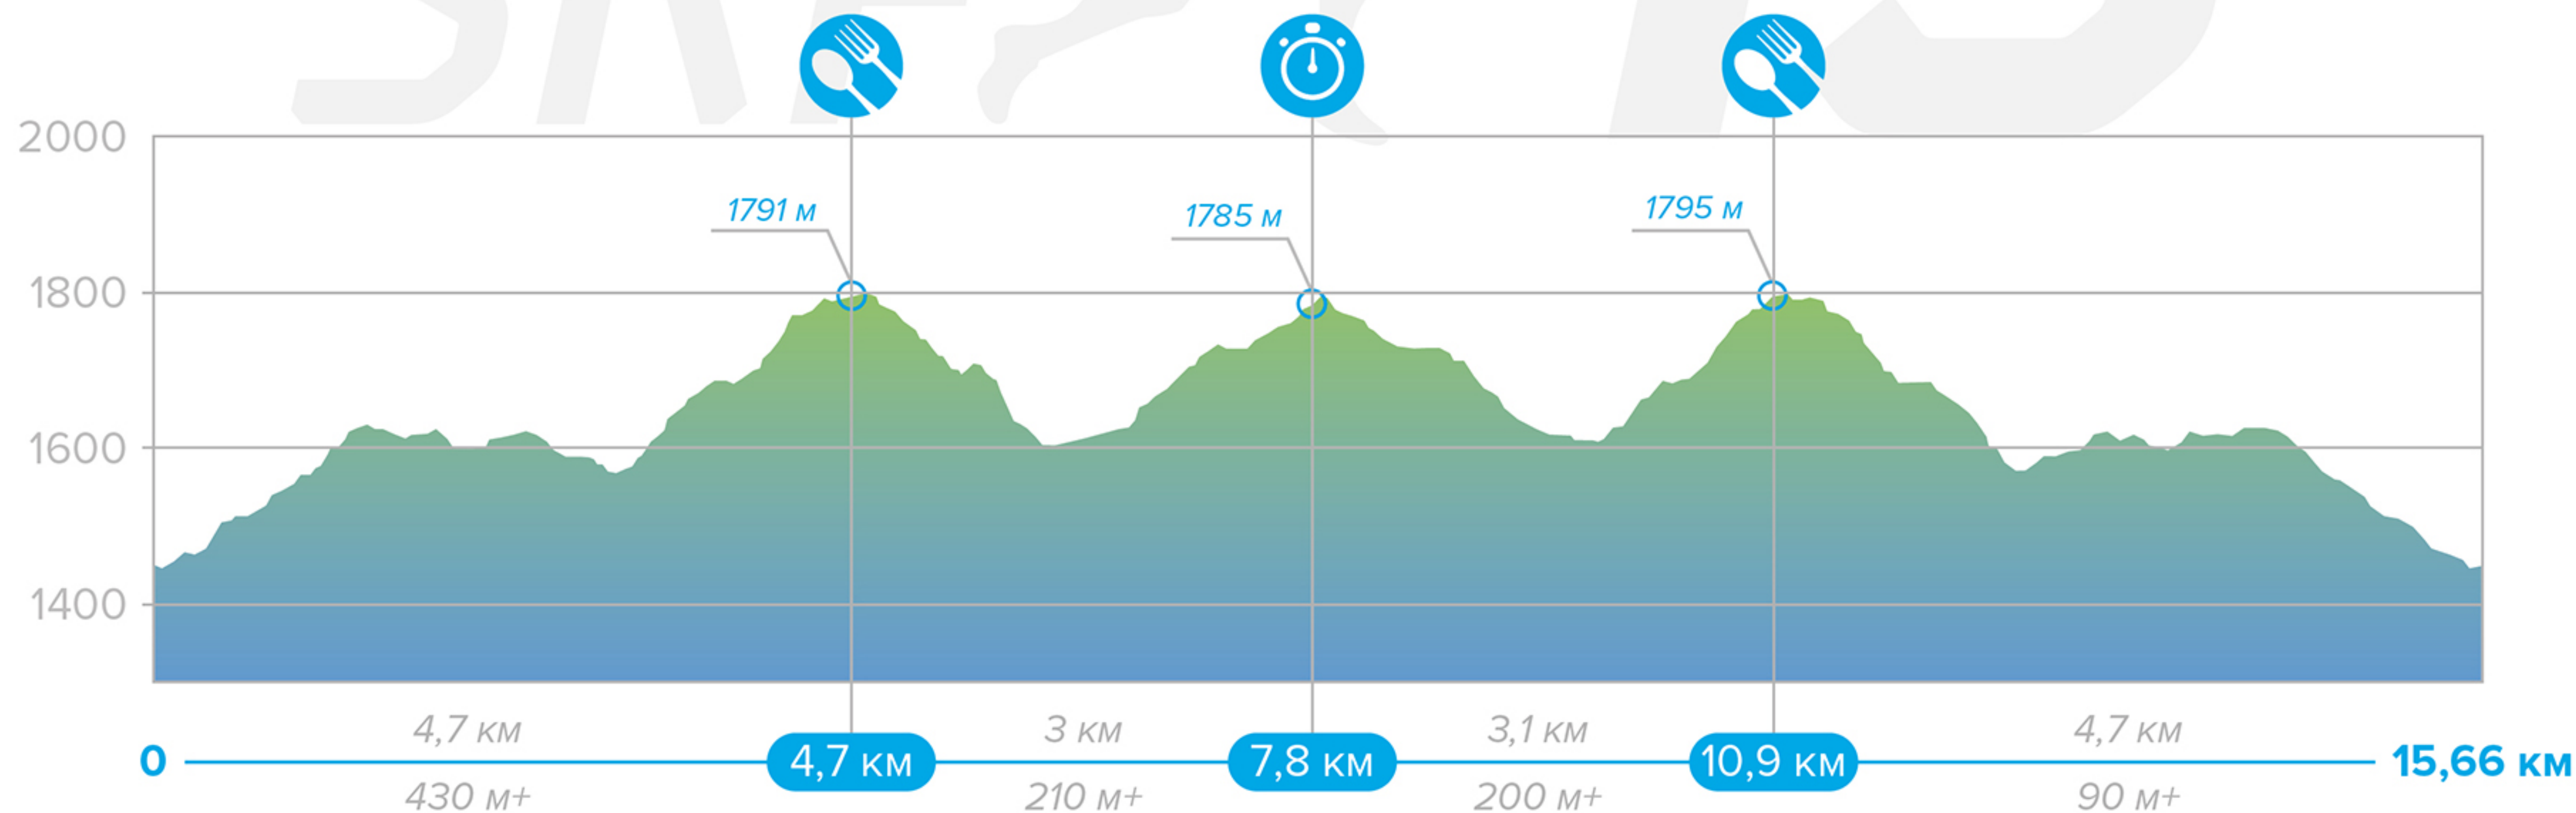 2000
1800
1600
1400
1791 м
1785 м
1795 м
4,7 км
3 км
3,1 км
4,7 км
0
4,7 км
7,8 км
10,9 км
15,66 км
430 м+
210 м+
200 м+
90 м+